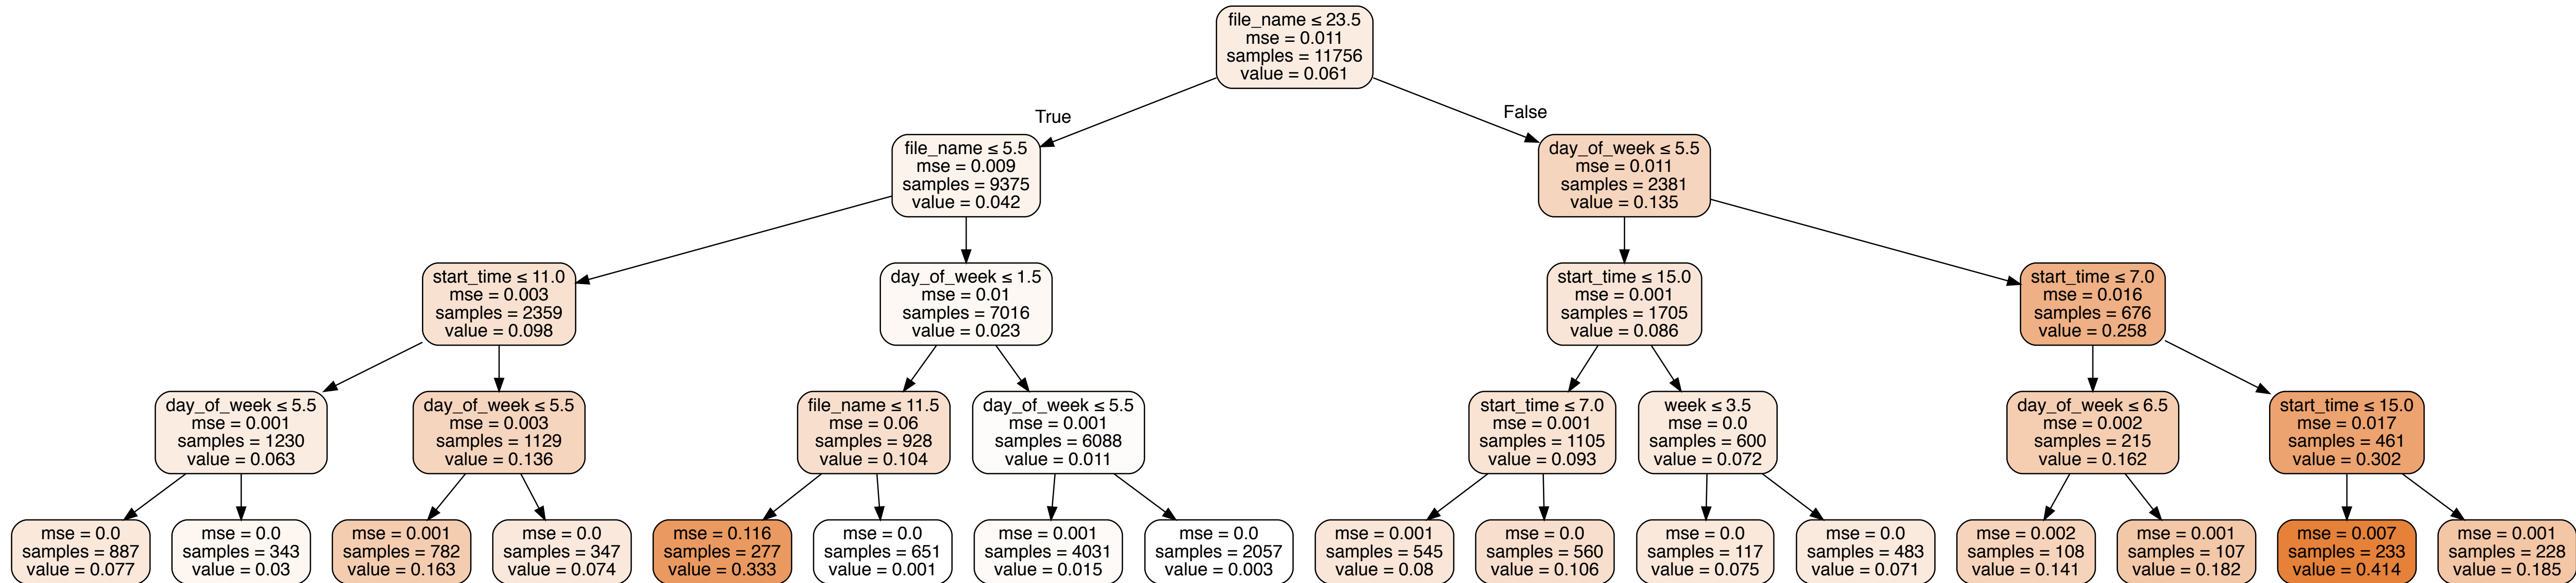 file_name ≤ 23.5
mse = 0.011
samples = 11756
value = 0.061
True
False
file_name ≤ 5.5
mse = 0.009
samples = 9375
value = 0.042
day_of_week ≤ 5.5
mse = 0.011
samples = 2381
value = 0.135
start_time ≤ 11.0
mse = 0.003
samples = 2359
value = 0.098
day_of_week ≤ 1.5
mse = 0.01
samples = 7016
value = 0.023
start_time ≤ 15.0
mse = 0.001
samples = 1705
value = 0.086
start_time ≤ 7.0
mse = 0.016
samples = 676
value = 0.258
day_of_week ≤ 5.5
mse = 0.001
samples = 1230
value = 0.063
day_of_week ≤ 5.5
mse = 0.003
samples = 1129
value = 0.136
file_name ≤ 11.5
mse = 0.06
samples = 928
value = 0.104
day_of_week ≤ 5.5
mse = 0.001
samples = 6088
value = 0.011
start_time ≤ 7.0
mse = 0.001
samples = 1105
value = 0.093
week ≤ 3.5
mse = 0.0
samples = 600
value = 0.072
day_of_week ≤ 6.5
mse = 0.002
samples = 215
value = 0.162
start_time ≤ 15.0
mse = 0.017
samples = 461
value = 0.302
mse = 0.0
samples = 887
value = 0.077
mse = 0.0
samples = 343
value = 0.03
mse = 0.001
samples = 782
value = 0.163
mse = 0.0
samples = 347
value = 0.074
mse = 0.116
samples = 277
value = 0.333
mse = 0.0
samples = 651
value = 0.001
mse = 0.001
samples = 4031
value = 0.015
mse = 0.0
samples = 2057
value = 0.003
mse = 0.001
samples = 545
value = 0.08
mse = 0.0
samples = 560
value = 0.106
mse = 0.0
samples = 117
value = 0.075
mse = 0.0
samples = 483
value = 0.071
mse = 0.002
samples = 108
value = 0.141
mse = 0.001
samples = 107
value = 0.182
mse = 0.007
samples = 233
value = 0.414
mse = 0.001
samples = 228
value = 0.185